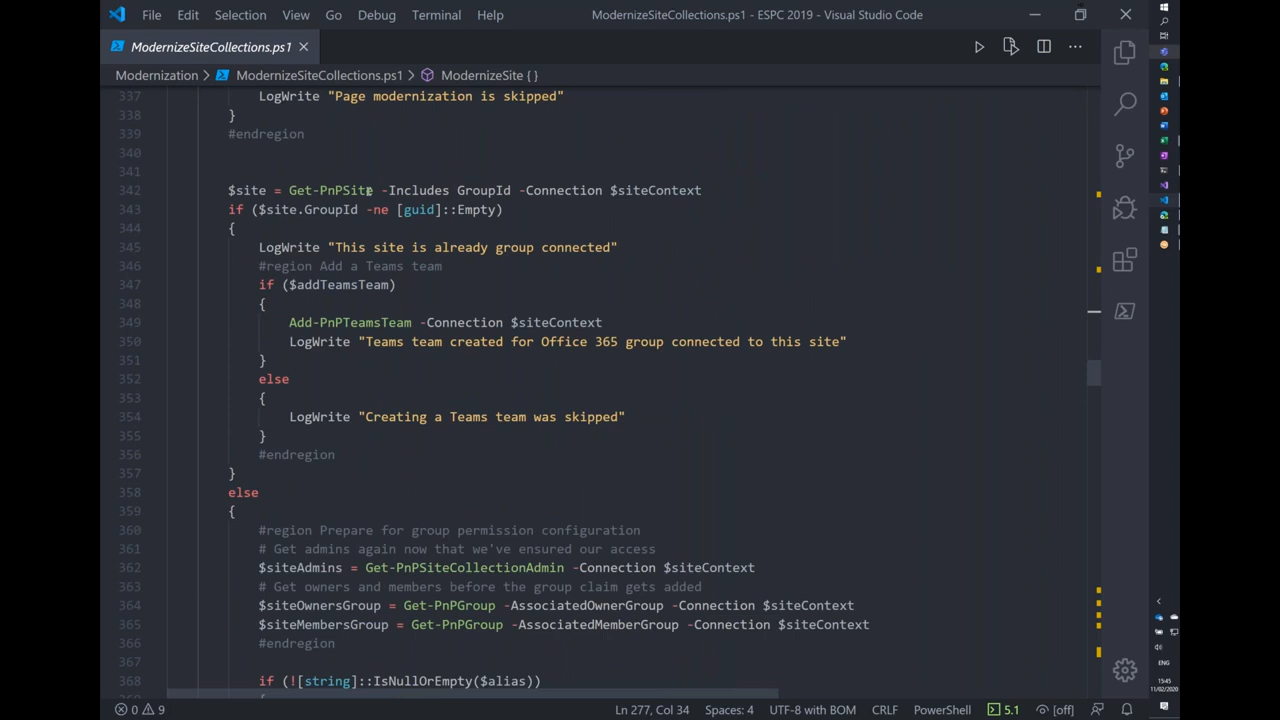 File Edit Selection View Go Debug Terminal Help ModernizeSiteCollections.ps1 - ESPC 2019 - Visual Studio Code
ModernizeSiteCollections.ps1
Modernization > ModernizeSiteCollections.ps1 > ModernizeSite { }
337 LogWrite "Page modernization is skipped"
338 }
339 #endregion
340
341
342 $site = Get-PnPSite -Includes GroupId -Connection $siteContext
343 if ($site.GroupId -ne [guid]::Empty)
344 {
345 LogWrite "This site is already group connected"
346 #region Add a Teams team
347 if ($addTeamsTeam)
348 {
349 Add-PnPTeamsTeam -Connection $siteContext
350 LogWrite "Teams team created for Office 365 group connected to this site"
351 }
352 else
353 {
354 LogWrite "Creating a Teams team was skipped"
355 }
356 #endregion
357 }
358 else
359 {
360 #region Prepare for group permission configuration
361 # Get admins again now that we've ensured our access
362 $siteAdmins = Get-PnPSiteCollectionAdmin -Connection $siteContext
363 # Get owners and members before the group claim gets added
364 $siteOwnersGroup = Get-PnPGroup -AssociatedOwnerGroup -Connection $siteContext
365 $siteMembersGroup = Get-PnPGroup -AssociatedMemberGroup -Connection $siteContext
366 #endregion
367
368 if (![string]::IsNullOrEmpty($alias))
0 9 Ln 277, Col 34 Spaces: 4 UTF-8 with BOM CRLF PowerShell 5.1 [off]
ENG
15:45
11/02/2020